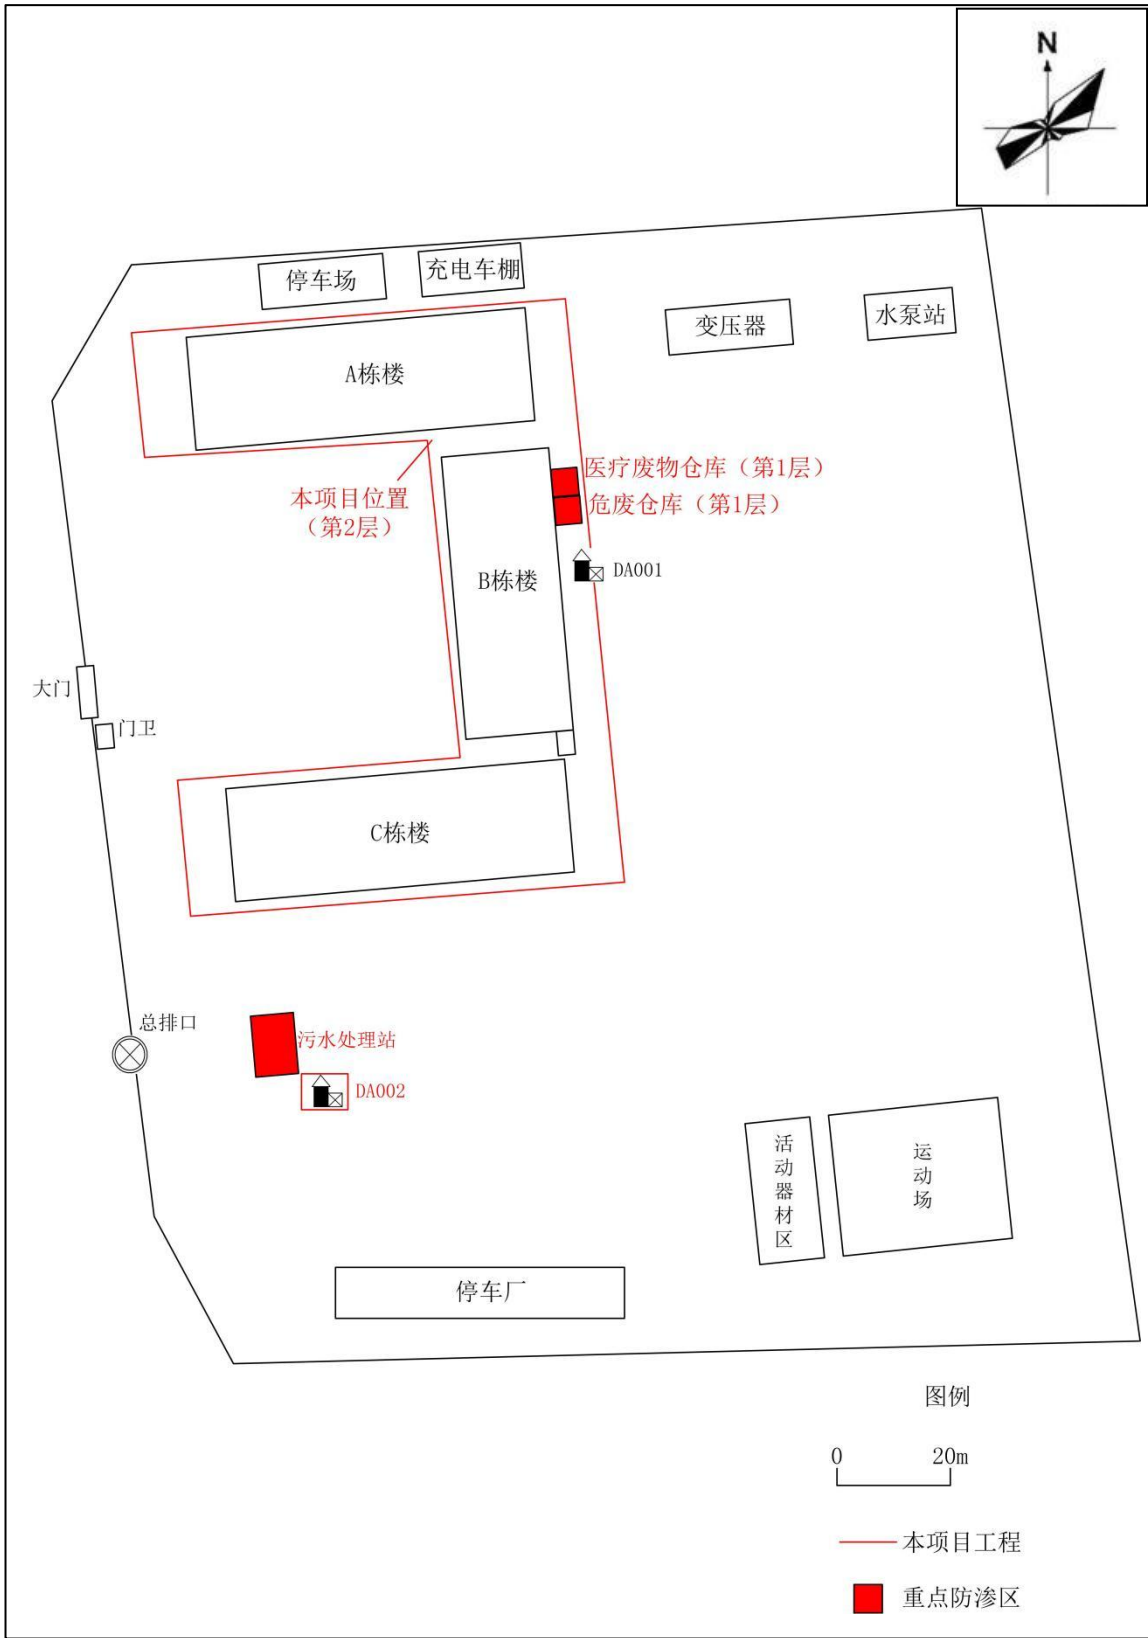 N
停车场
充电车棚
变压器
水泵站
A栋楼
医疗废物仓库（第1层）
危废仓库（第1层）
本项目位置
（第2层）
B栋楼
DA001
大门
门卫
C栋楼
总排口
污水处理站
DA002
活动器材区
运动场
停车厂
图例
0 20m
本项目工程
重点防渗区